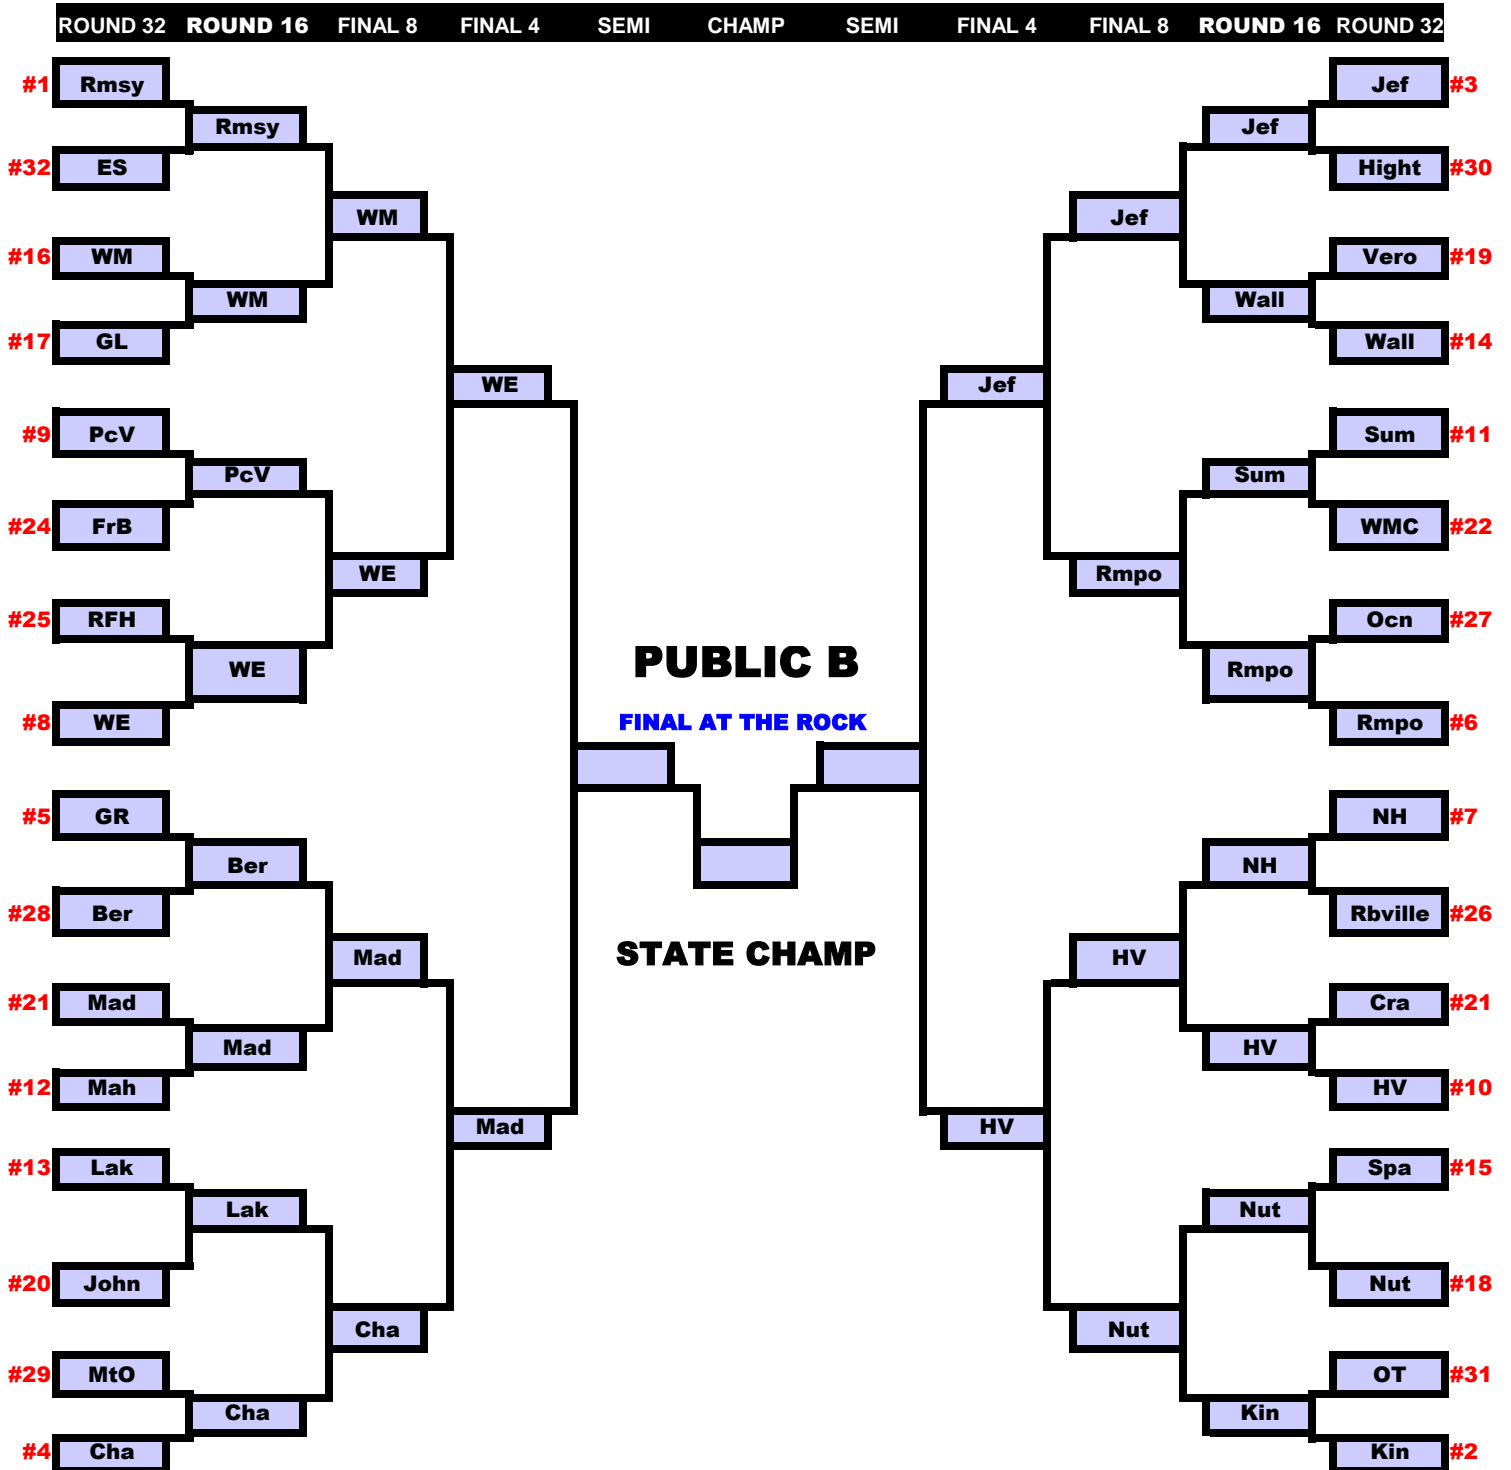 ROUND 32 ROUND 16 FINAL 8 FINAL 4 SEMI CHAMP SEMI FINAL 4 FINAL 8 ROUND 16 ROUND 32
#1 Rmsy Jef #3
Rmsy Jef
#32 ES Hight #30
WM Jef
#16 WM Vero #19
WM Wall
#17 GL Wall #14
WE Jef
#9 PcV Sum #11
PcV Sum
#24 FrB WMC #22
WE Rmpo
#25 RFH Ocn #27
WE PUBLIC B Rmpo
#8 WE FINAL AT THE ROCK Rmpo #6
#5 GR NH #7
Ber NH
#28 Ber Rbville #26
Mad STATE CHAMP HV
#21 Mad Cra #21
Mad HV
#12 Mah HV #10
Mad HV
#13 Lak Spa #15
Lak Nut
#20 John Nut #18
Cha Nut
#29 MtO OT #31
Cha Kin
#4 Cha Kin #2